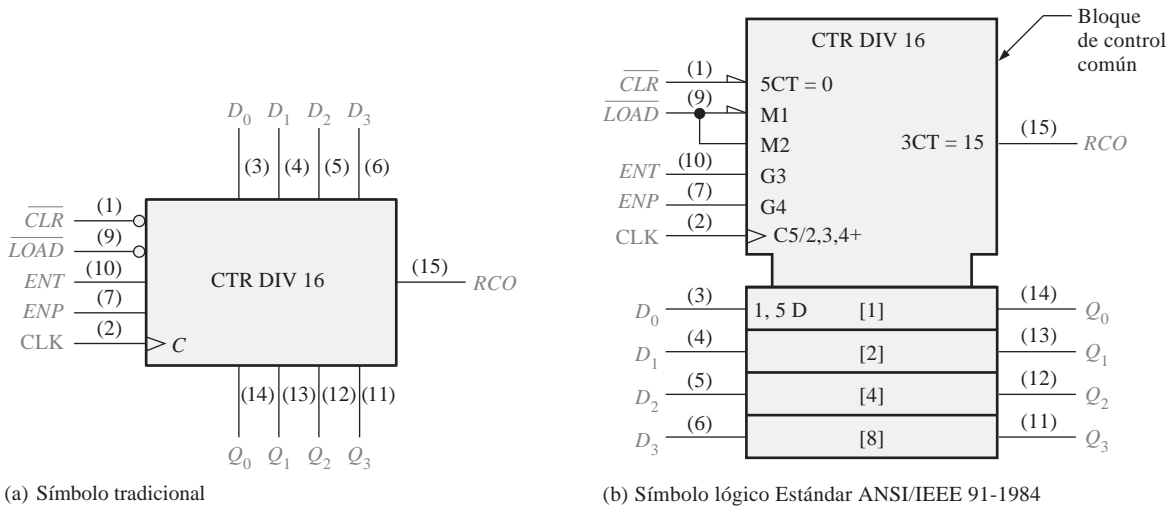 D0 D1 D2 D3
(3) (4) (5) (6)
CLR (1)
LOAD (9)
ENT (10)
ENP (7)
CLK (2)
C
CTR DIV 16
(15) RCO
(14) (13) (12) (11)
Q0 Q1 Q2 Q3
(a) Símbolo tradicional
CTR DIV 16
Bloque
de control
común
CLR (1) 5CT = 0
LOAD (9) M1
M2
3CT = 15 (15) RCO
ENT (10) G3
ENP (7) G4
CLK (2) C5/2,3,4+
D0 (3) 1, 5 D [1] (14) Q0
D1 (4) [2] (13) Q1
D2 (5) [4] (12) Q2
D3 (6) [8] (11) Q3
(b) Símbolo lógico Estándar ANSI/IEEE 91-1984